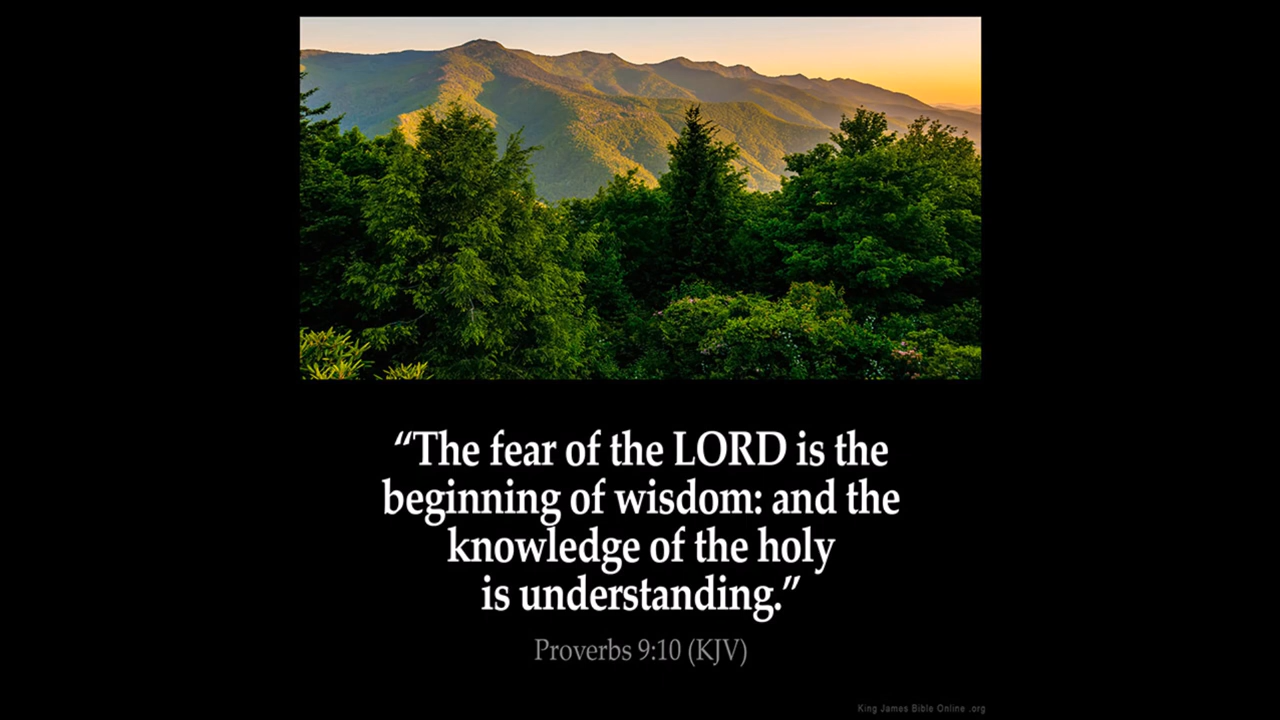 “The fear of the LORD is the
beginning of wisdom: and the
knowledge of the holy
is understanding.”
Proverbs 9:10 (KJV)
King James Bible Online .org